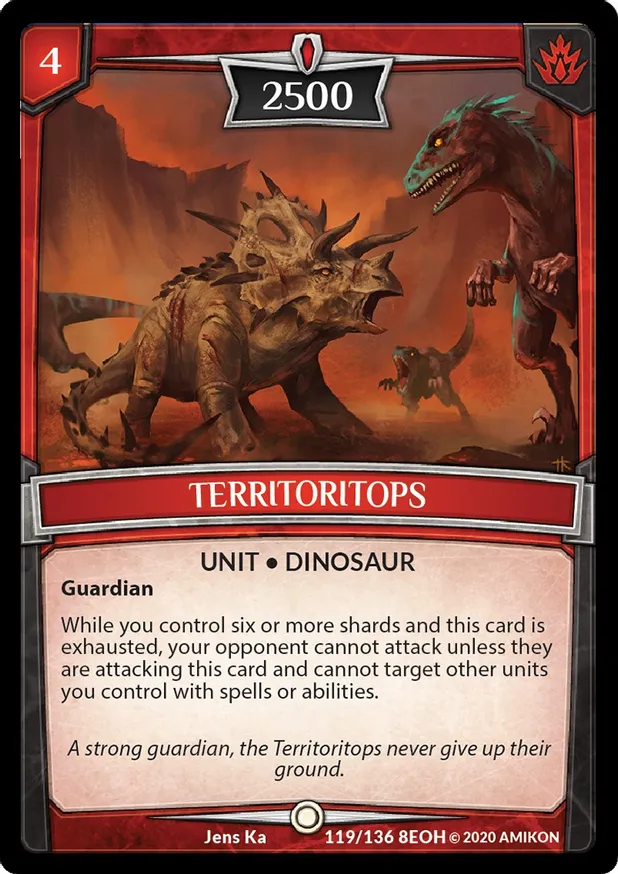 4
2500
TERRITORITOPS
UNIT • DINOSAUR
Guardian
While you control six or more shards and this card is
exhausted, your opponent cannot attack unless they
are attacking this card and cannot target other units
you control with spells or abilities.
A strong guardian, the Territoritops never give up their
ground.
Jens Ka 119/136 8EOH © 2020 AMIKON